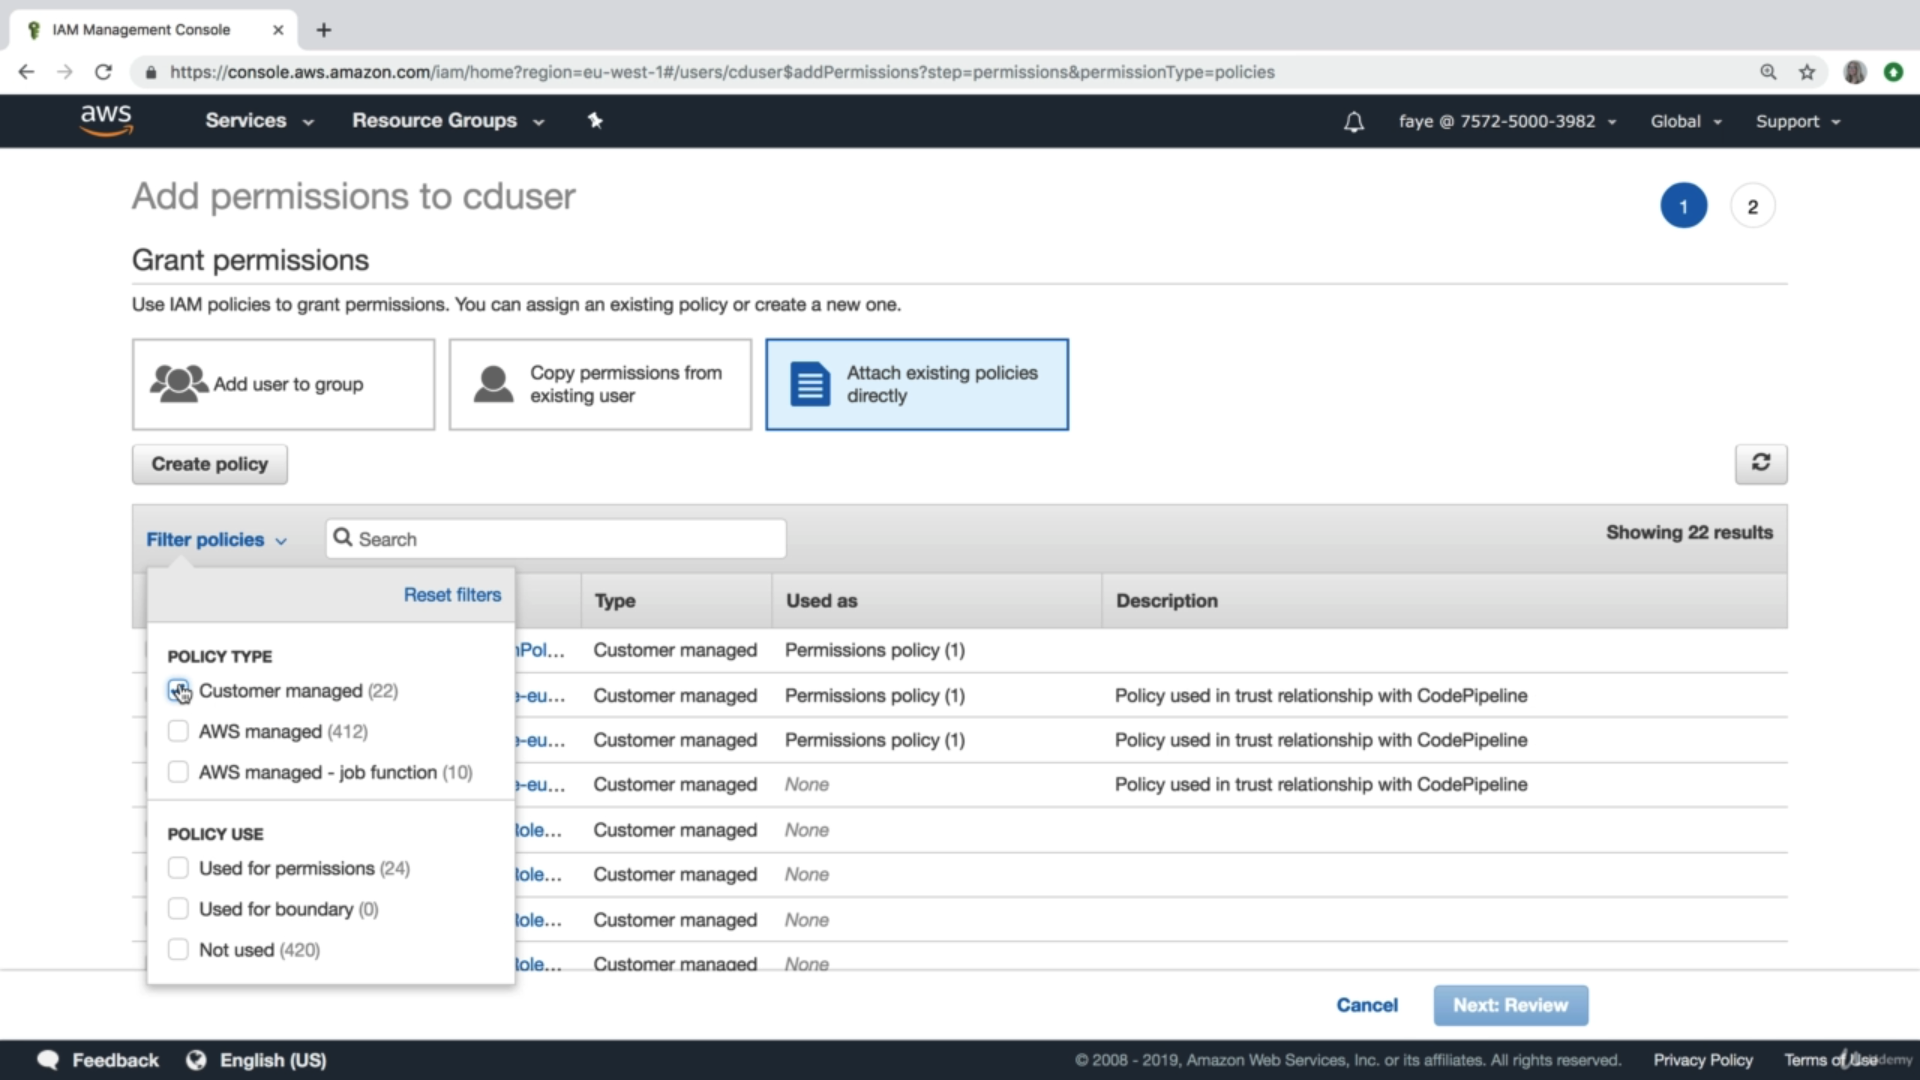 IAM Management Console
https://console.aws.amazon.com/iam/home?region=eu-west-1#/users/cduser$addPermissions?step=permissions&permissionType=policies
aws
Services
Resource Groups
faye @ 7572-5000-3982
Global
Support
Add permissions to cduser
1
2
Grant permissions
Use IAM policies to grant permissions. You can assign an existing policy or create a new one.
Add user to group
Copy permissions from
existing user
Attach existing policies
directly
Create policy
Filter policies
Search
Showing 22 results
Reset filters
Type
Used as
Description
POLICY TYPE
Customer managed (22)
AWS managed (412)
AWS managed - job function (10)
POLICY USE
Used for permissions (24)
Used for boundary (0)
Not used (420)
Pol... Customer managed Permissions policy (1)
-eu... Customer managed Permissions policy (1) Policy used in trust relationship with CodePipeline
-eu... Customer managed Permissions policy (1) Policy used in trust relationship with CodePipeline
-eu... Customer managed None Policy used in trust relationship with CodePipeline
ole... Customer managed None
ole... Customer managed None
ole... Customer managed None
ole... Customer managed None
Cancel
Next: Review
Feedback
English (US)
© 2008 - 2019, Amazon Web Services, Inc. or its affiliates. All rights reserved.
Privacy Policy
Terms of Use